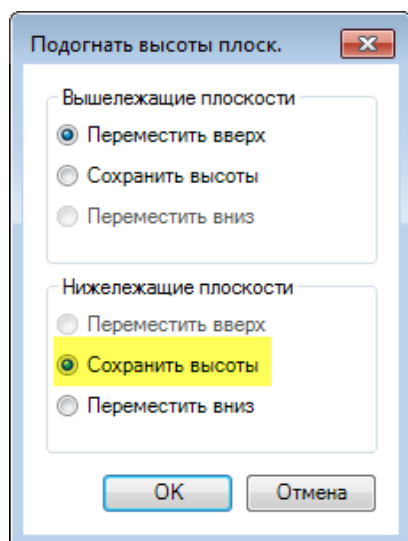 Подогнать высоты плоск.
Вышележащие плоскости
Переместить вверх
Сохранить высоты
Переместить вниз
Нижележащие плоскости
Переместить вверх
Сохранить высоты
Переместить вниз
OK Отмена